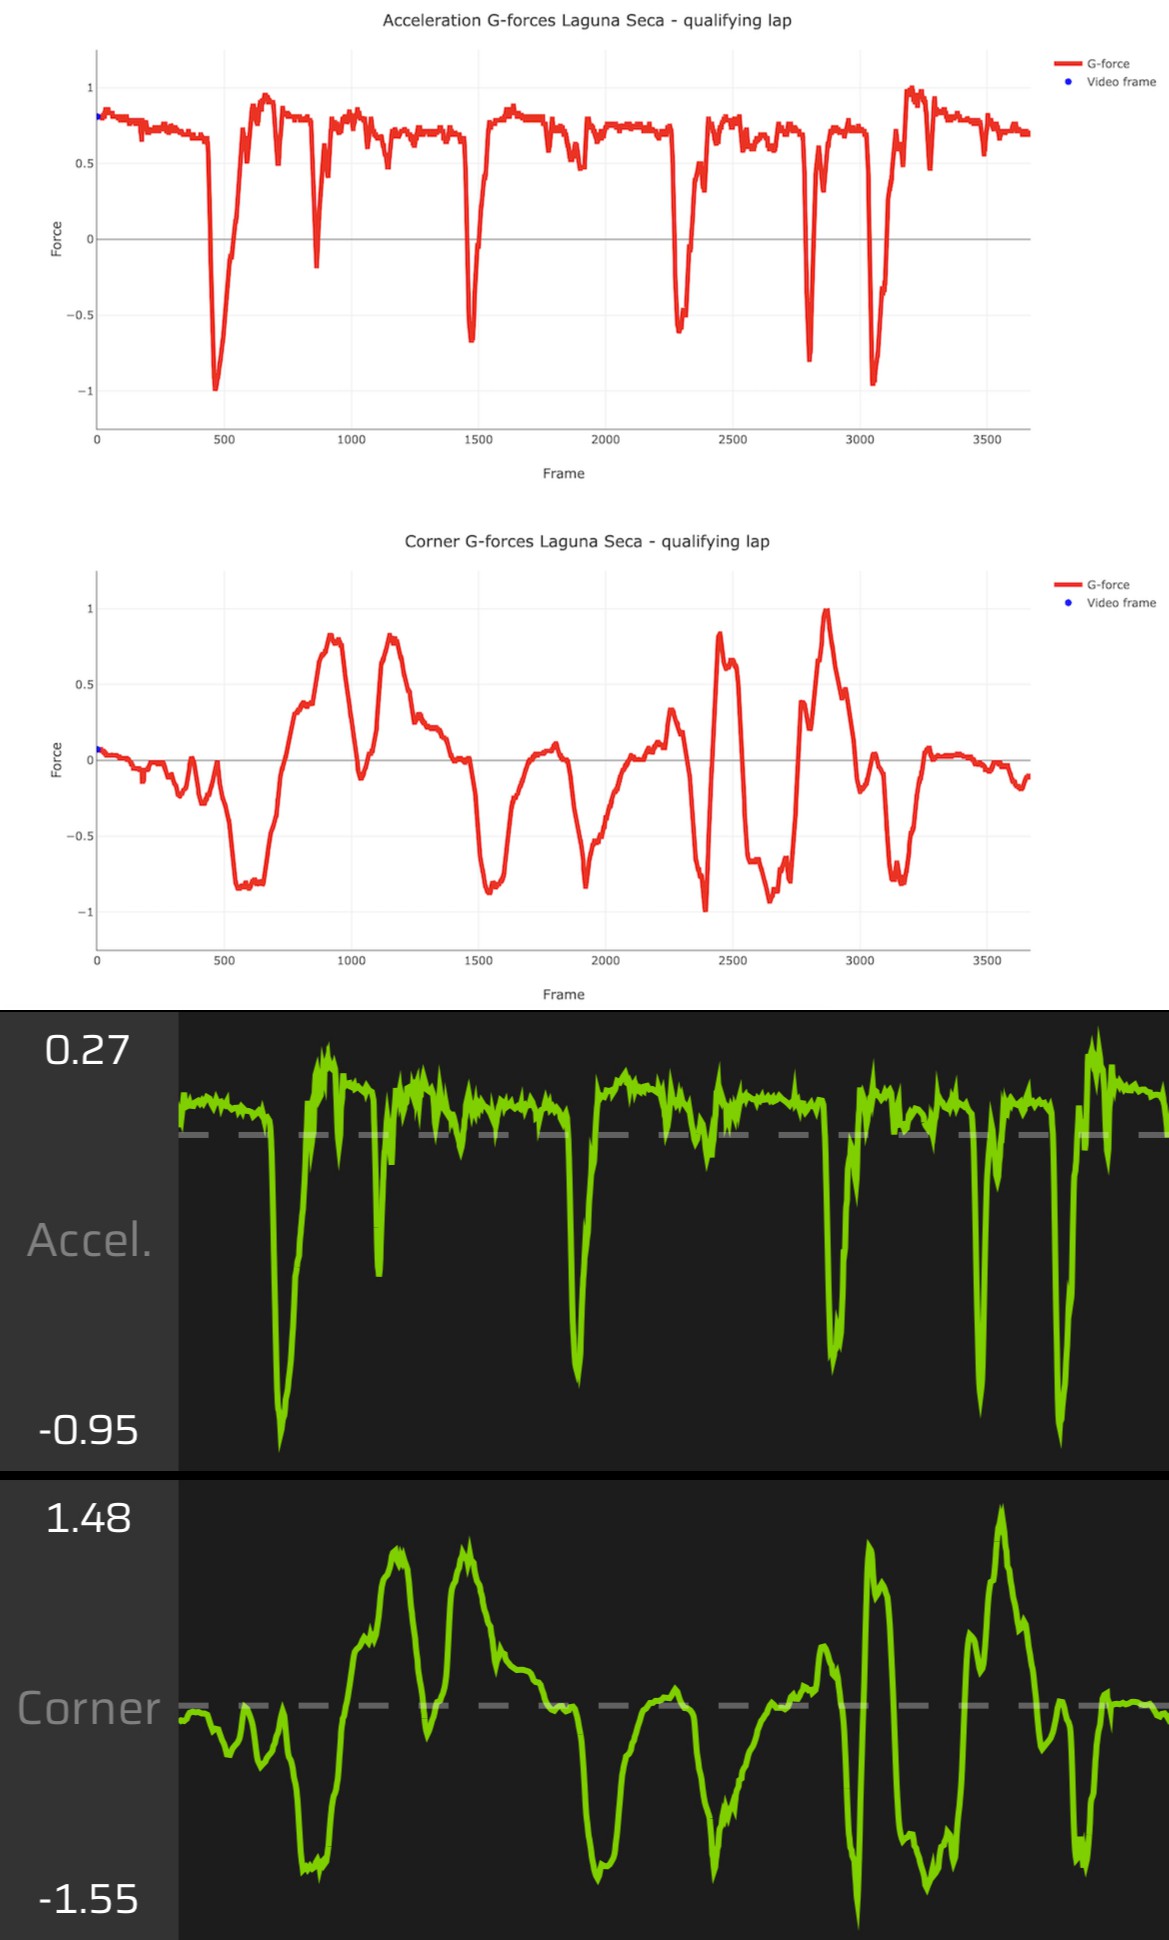 Acceleration G-forces Laguna Seca - qualifying lap
G-force
Video frame
1
0.5
0
−0.5
−1
Force
0 500 1000 1500 2000 2500 3000 3500
Frame
Corner G-forces Laguna Seca - qualifying lap
G-force
Video frame
1
0.5
0
−0.5
−1
Force
0 500 1000 1500 2000 2500 3000 3500
Frame
0.27
Accel.
-0.95
1.48
Corner
-1.55